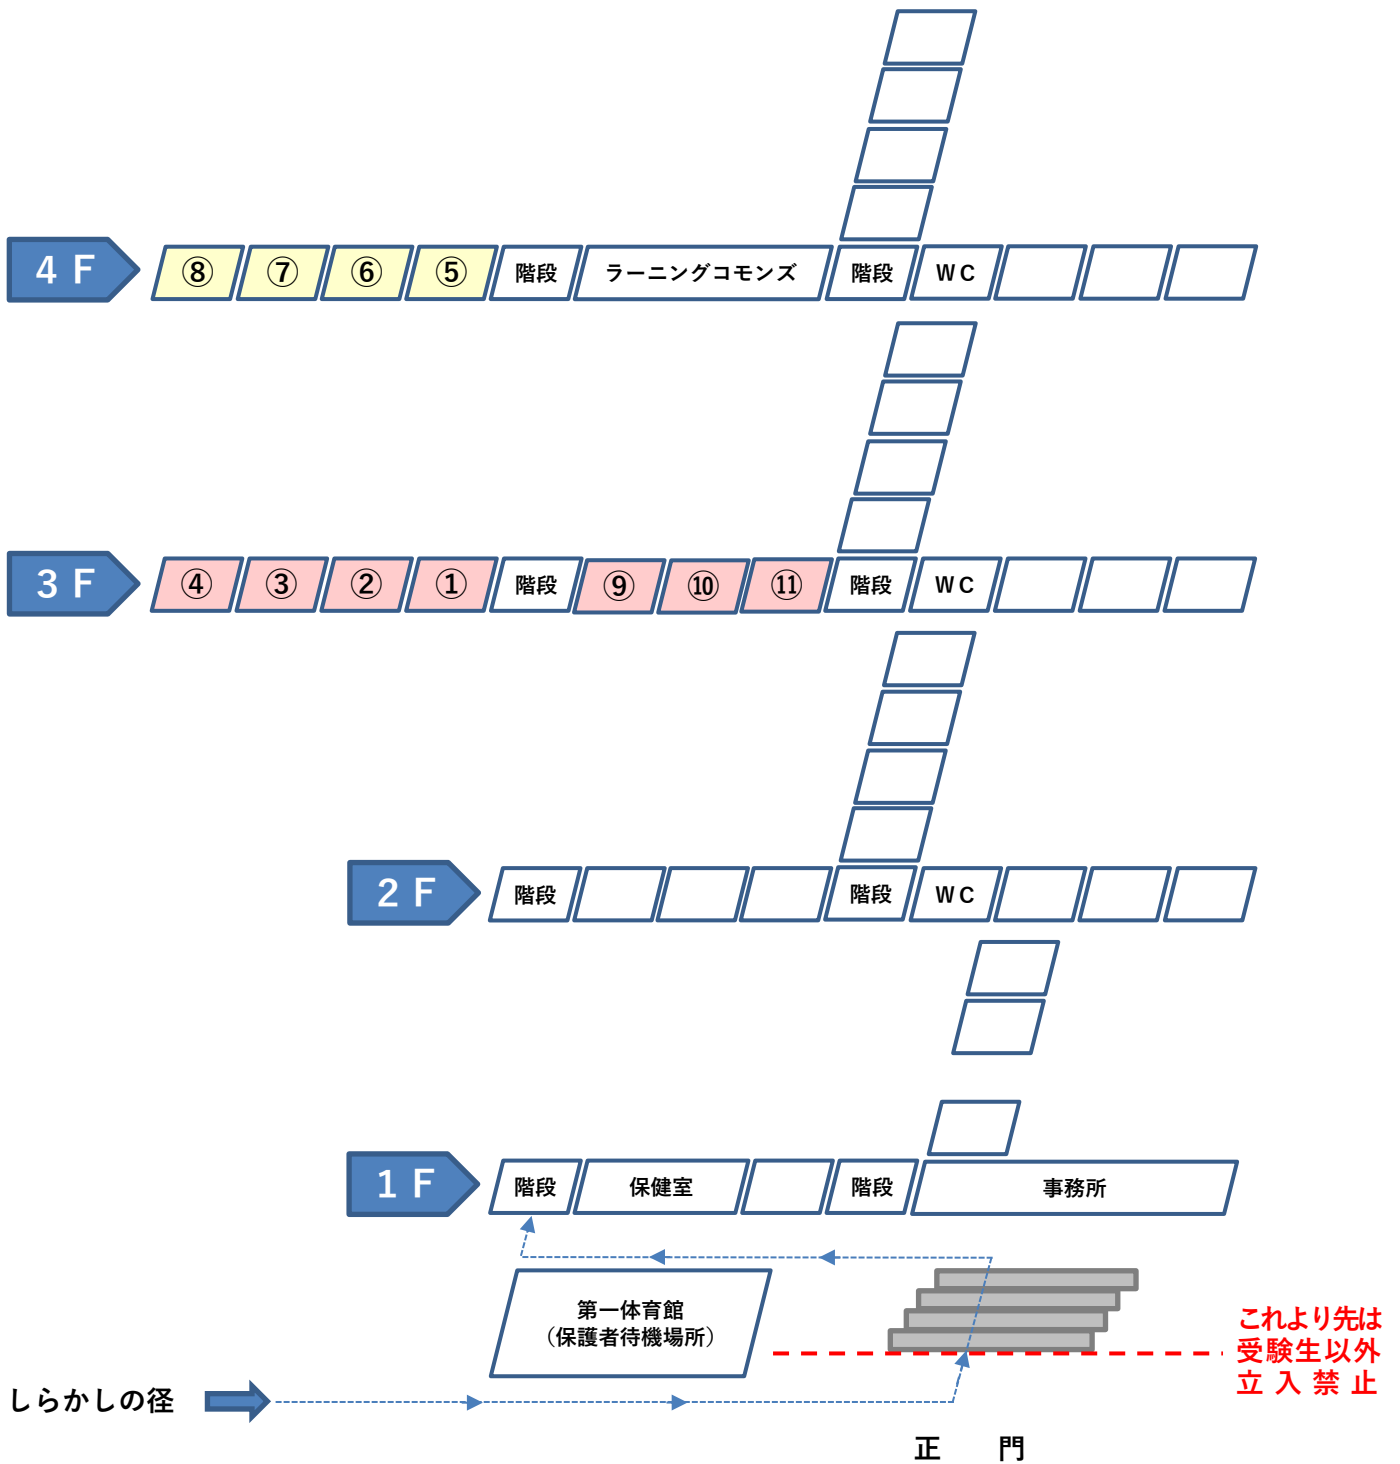 4 F
⑧ ⑦ ⑥ ⑤ 階段 ラーニングコモンズ 階段 WC
3 F
④ ③ ② ① 階段 ⑨ ⑩ ⑪ 階段 WC
2 F
階段 階段 WC
1 F
階段 保健室 階段 事務所
第一体育館
(保護者待機場所)
これより先は
受験生以外
立入禁止
しらかしの径
正 門